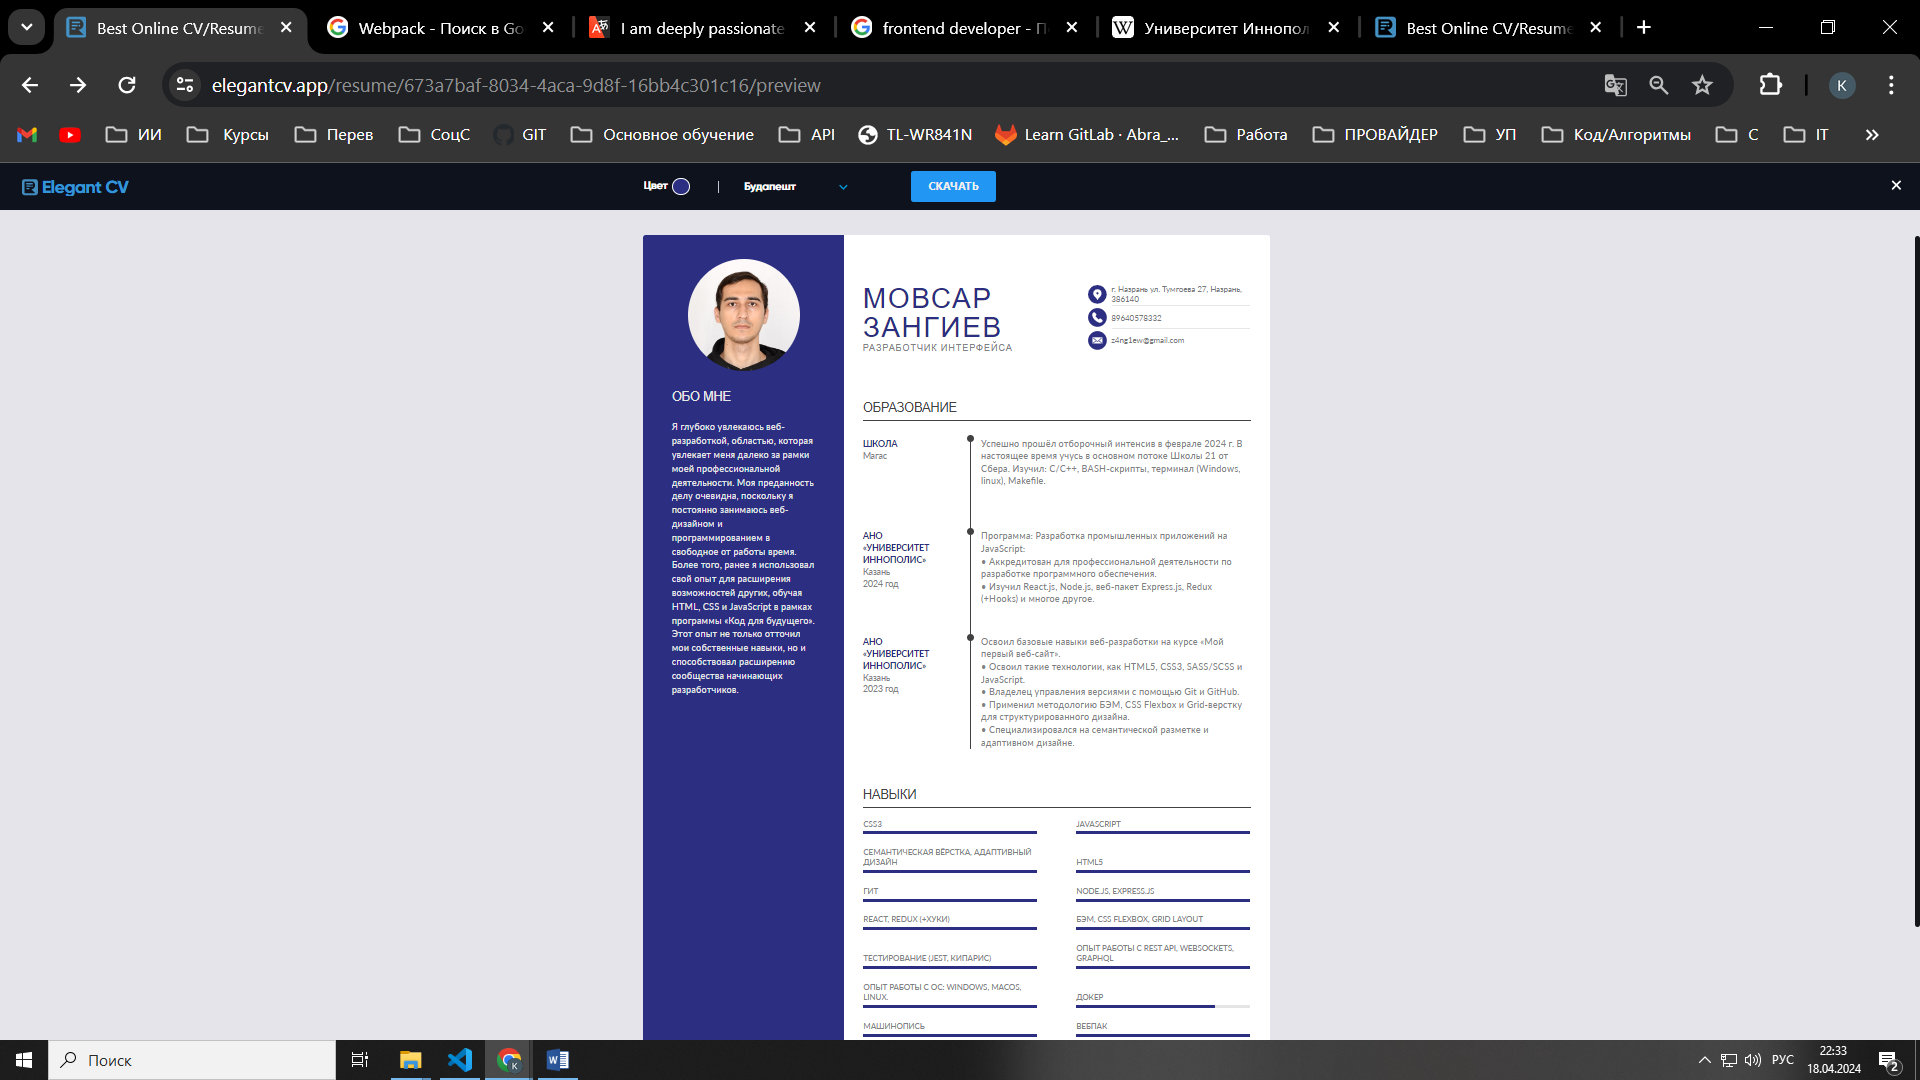 Best Online CV/Resume
Webpack - Поиск в Go
I am deeply passionate
frontend developer - П
Университет Иннопол
Best Online CV/Resume
elegantcv.app/resume/673a7baf-8034-4aca-9d8f-16bb4c301c16/preview
K
ИИ
Курсы
Перев
СоцС
GIT
Основное обучение
API
TL-WR841N
Learn GitLab · Abra_...
Работа
ПРОВАЙДЕР
УП
Код/Алгоритмы
С
IT
Elegant CV
Цвет
Будапешт
СКАЧАТЬ
МОВСАР
ЗАНГИЕВ
РАЗРАБОТЧИК ИНТЕРФЕЙСА
г. Назрань ул. Тумгоева 27, Назрань,
386140
89640578332
z4ng1ew@gmail.com
ОБО МНЕ
Я глубоко увлекаюсь веб-
разработкой, областью, которая
увлекает меня далеко за рамки
моей профессиональной
деятельности. Моя преданность
делу очевидна, поскольку я
постоянно занимаюсь веб-
дизайном и
программированием в
свободное от работы время.
Более того, ранее я использовал
свой опыт для расширения
возможностей других, обучая
HTML, CSS и JavaScript в рамках
программы «Код для будущего».
Этот опыт не только отточил
мои собственные навыки, но и
способствовал расширению
сообщества начинающих
разработчиков.
ОБРАЗОВАНИЕ
ШКОЛА
Магас
Успешно прошёл отборочный интенсив в феврале 2024 г. В
настоящее время учусь в основном потоке Школы 21 от
Сбера. Изучил: C/C++, BASH-скрипты, терминал (Windows,
linux), Makefile.
АНО
«УНИВЕРСИТЕТ
ИННОПОЛИС»
Казань
2024 год
Программа: Разработка промышленных приложений на
JavaScript:
• Аккредитован для профессиональной деятельности по
разработке программного обеспечения.
• Изучил React.js, Node.js, веб-пакет Express.js, Redux
(+Hooks) и многое другое.
АНО
«УНИВЕРСИТЕТ
ИННОПОЛИС»
Казань
2023 год
Освоил базовые навыки веб-разработки на курсе «Мой
первый веб-сайт».
• Освоил такие технологии, как HTML5, CSS3, SASS/SCSS и
JavaScript.
• Владелец управления версиями с помощью Git и GitHub.
• Применил методологию БЭМ, CSS Flexbox и Grid-верстку
для структурированного дизайна.
• Специализировался на семантической разметке и
адаптивном дизайне.
НАВЫКИ
CSS3
JAVASCRIPT
СЕМАНТИЧЕСКАЯ ВЁРСТКА, АДАПТИВНЫЙ
ДИЗАЙН
HTML5
ГИТ
NODE.JS, EXPRESS.JS
REACT, REDUX (+ХУКИ)
БЭМ, CSS FLEXBOX, GRID LAYOUT
ТЕСТИРОВАНИЕ (JEST, КИПАРИС)
ОПЫТ РАБОТЫ С REST API, WEBSOCKETS,
GRAPHQL
ОПЫТ РАБОТЫ С ОС: WINDOWS, MACOS,
LINUX.
ДОКЕР
МАШИНОПИСЬ
ВЕБПАК
Поиск
РУС
22:33
18.04.2024
2